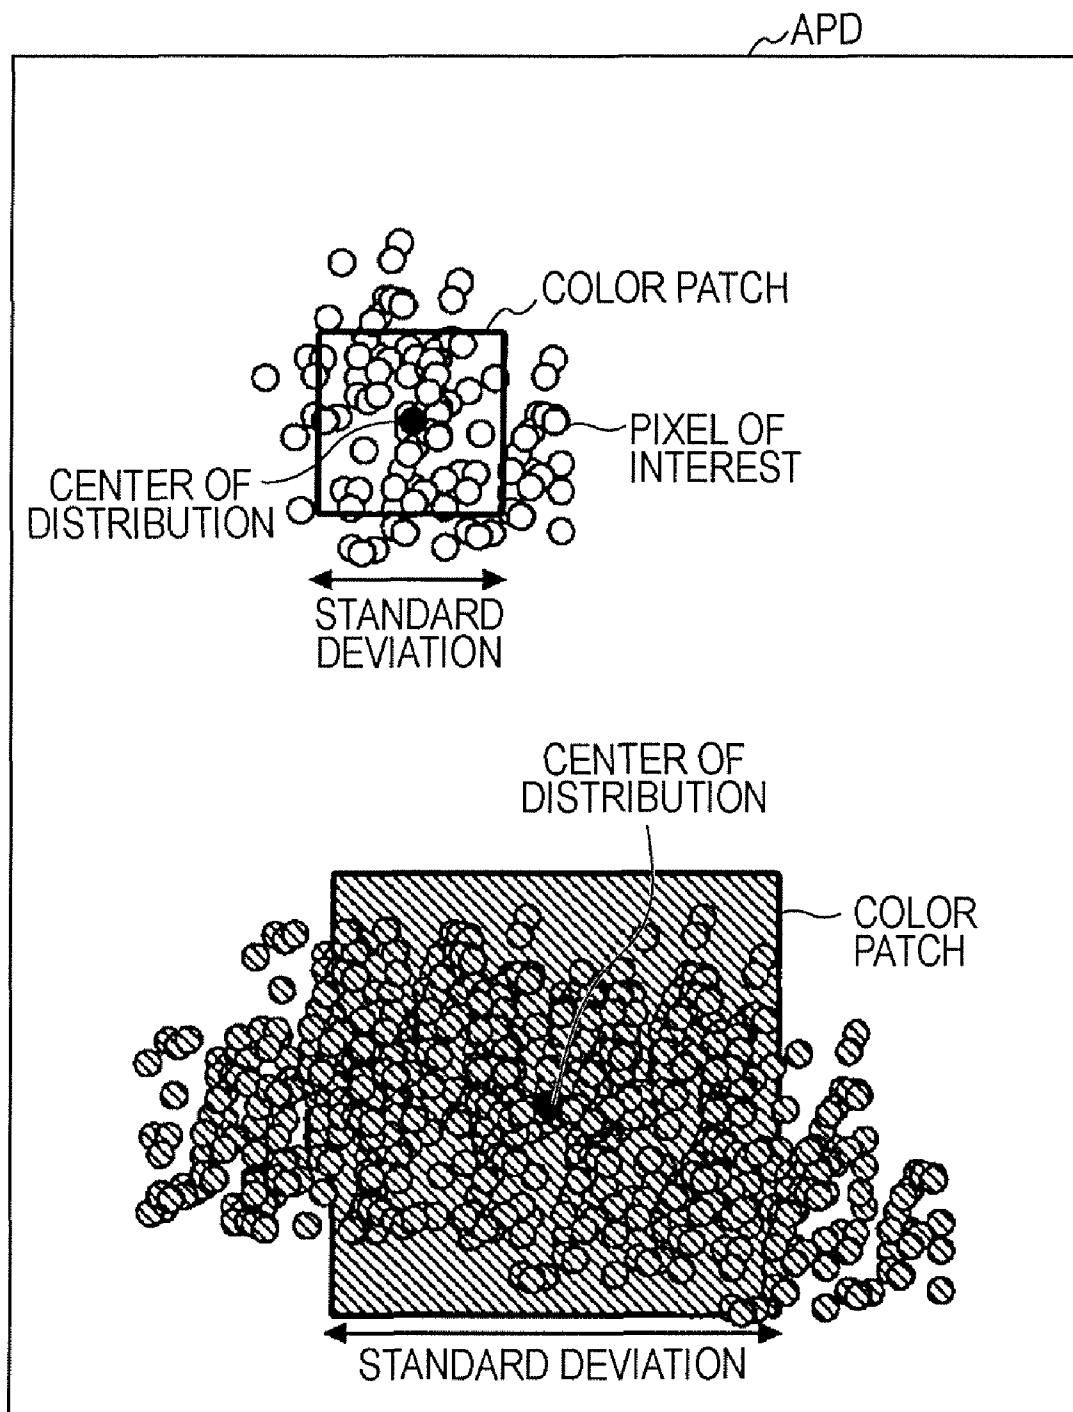 APD
COLOR PATCH
PIXEL OF
INTEREST
CENTER OF
DISTRIBUTION
STANDARD
DEVIATION
CENTER OF
DISTRIBUTION
COLOR
PATCH
STANDARD DEVIATION